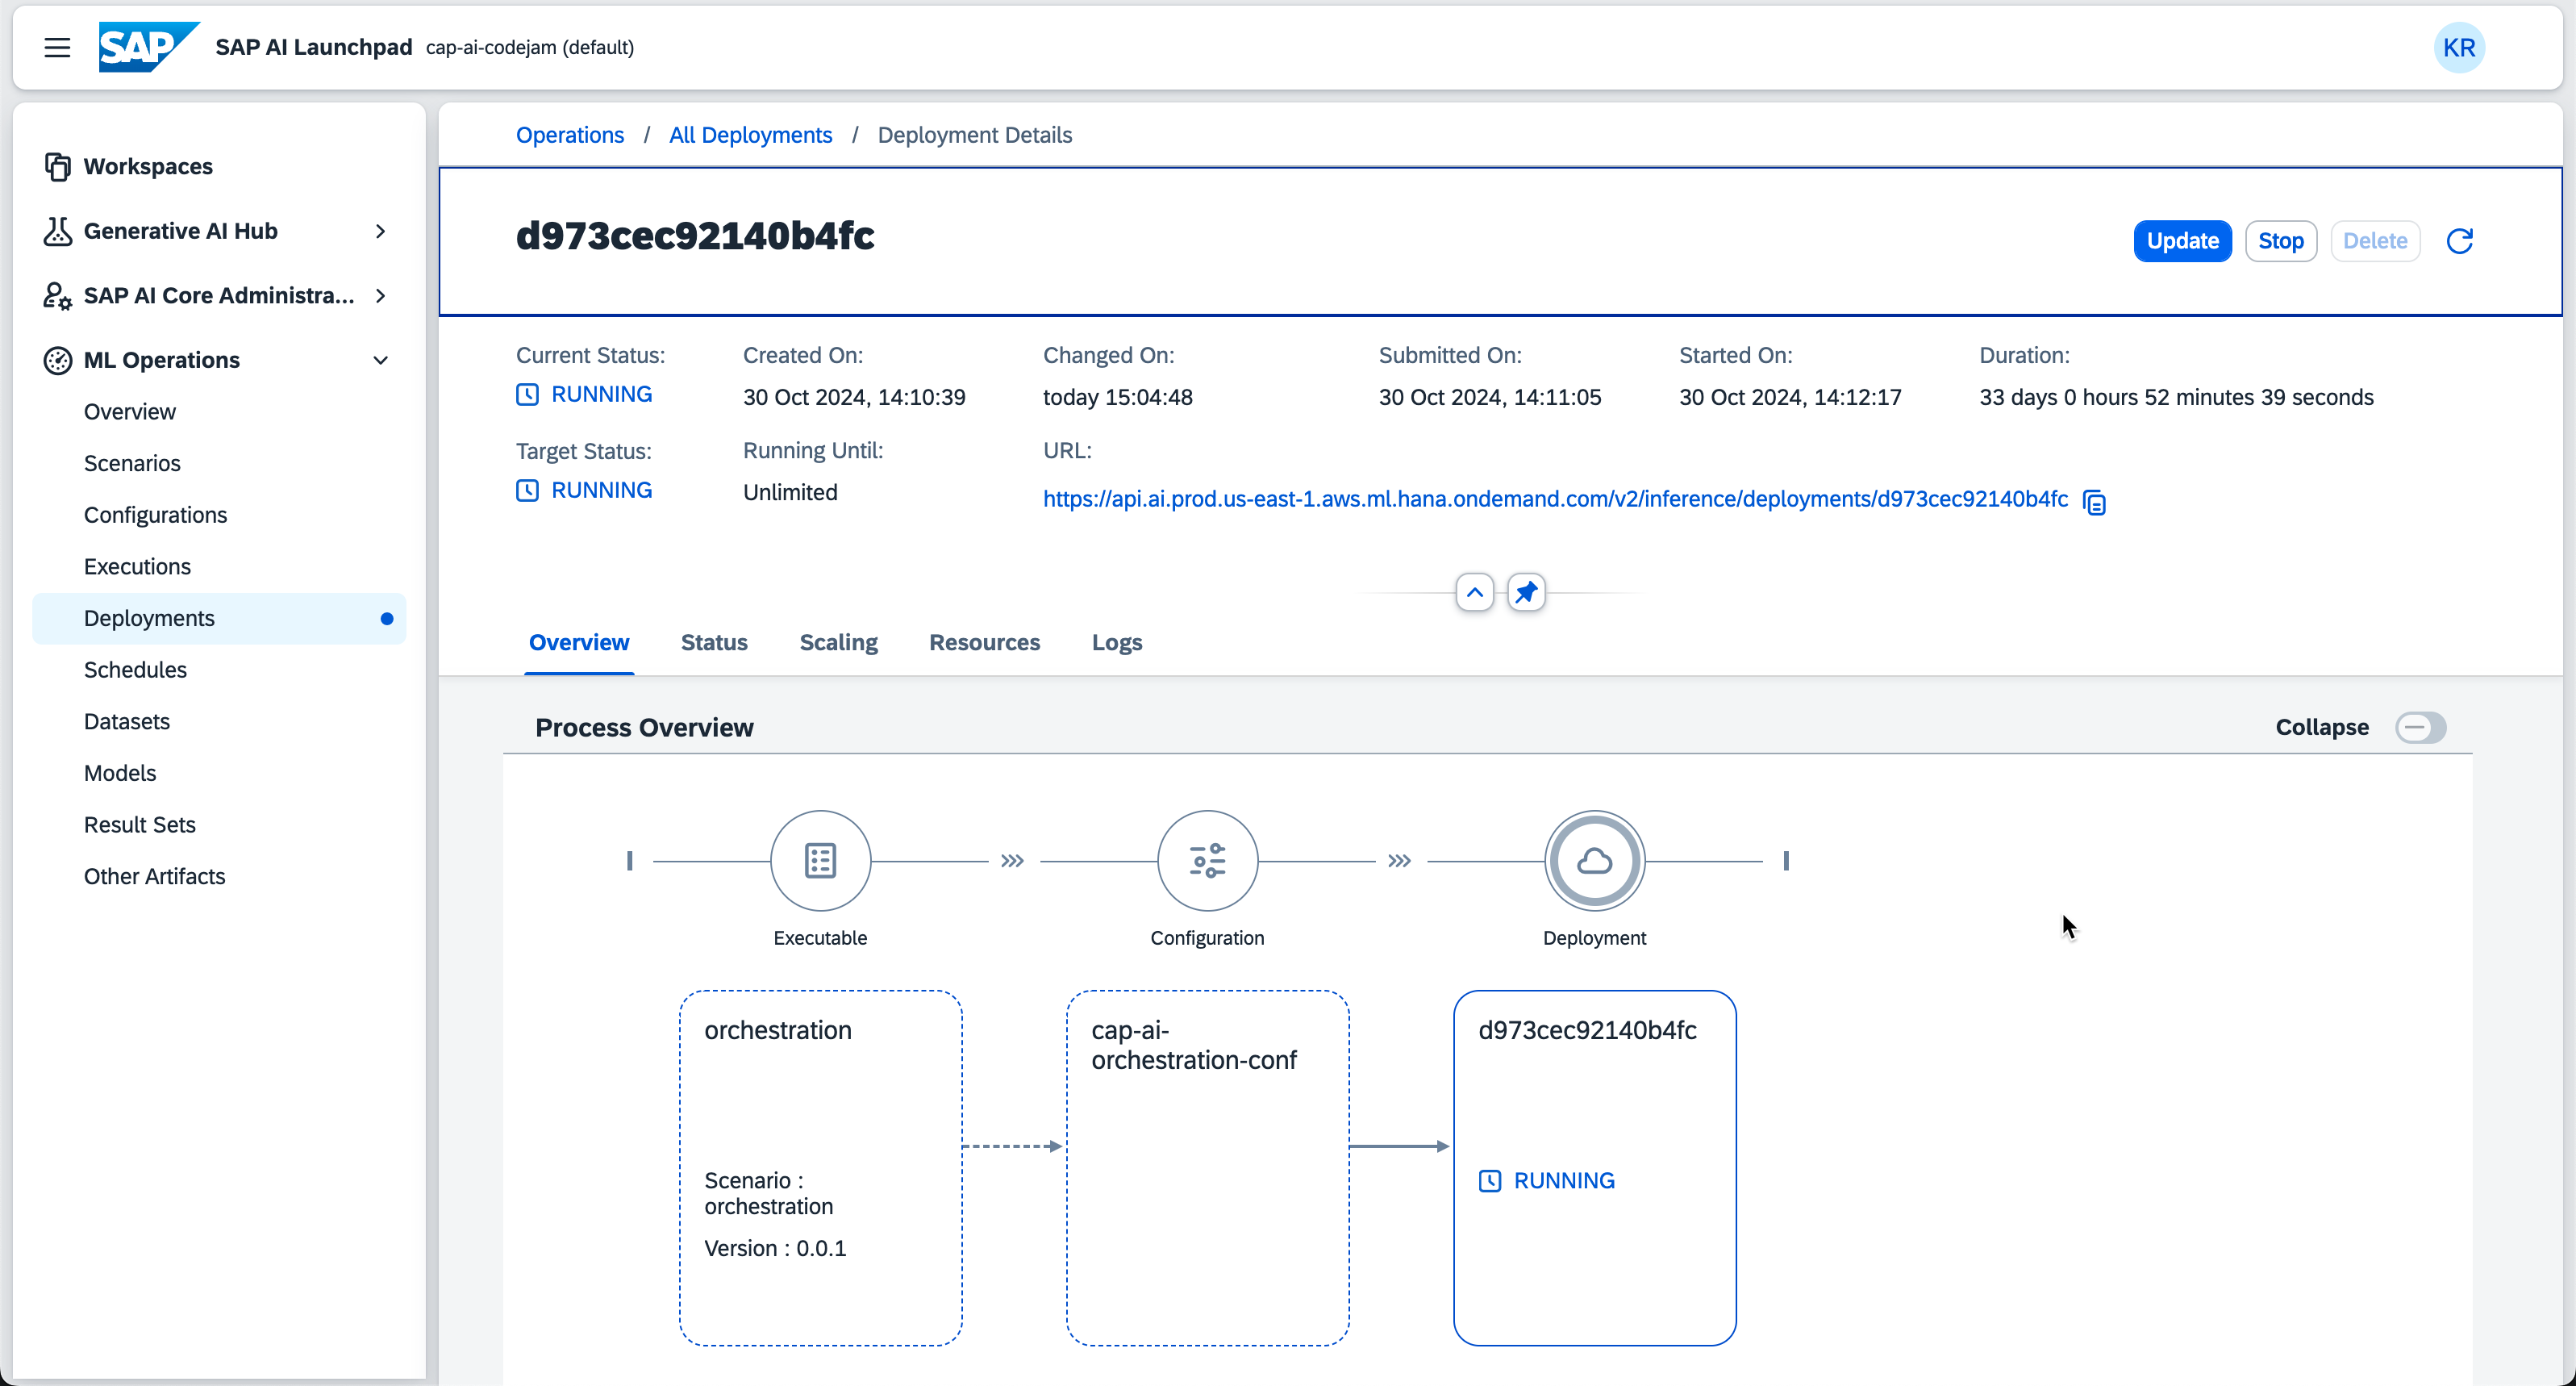 SAP SAP AI Launchpad cap-ai-codejam (default) KR
Workspaces
Generative AI Hub
SAP AI Core Administra...
ML Operations
Overview
Scenarios
Configurations
Executions
Deployments
Schedules
Datasets
Models
Result Sets
Other Artifacts
Operations / All Deployments / Deployment Details
d973cec92140b4fc
Update Stop Delete
Current Status:
RUNNING
Created On:
30 Oct 2024, 14:10:39
Changed On:
today 15:04:48
Submitted On:
30 Oct 2024, 14:11:05
Started On:
30 Oct 2024, 14:12:17
Duration:
33 days 0 hours 52 minutes 39 seconds
Target Status:
RUNNING
Running Until:
Unlimited
URL:
https://api.ai.prod.us-east-1.aws.ml.hana.ondemand.com/v2/inference/deployments/d973cec92140b4fc
Overview Status Scaling Resources Logs
Process Overview
Collapse
Executable
Configuration
Deployment
orchestration
Scenario :
orchestration
Version : 0.0.1
cap-ai-
orchestration-conf
d973cec92140b4fc
RUNNING